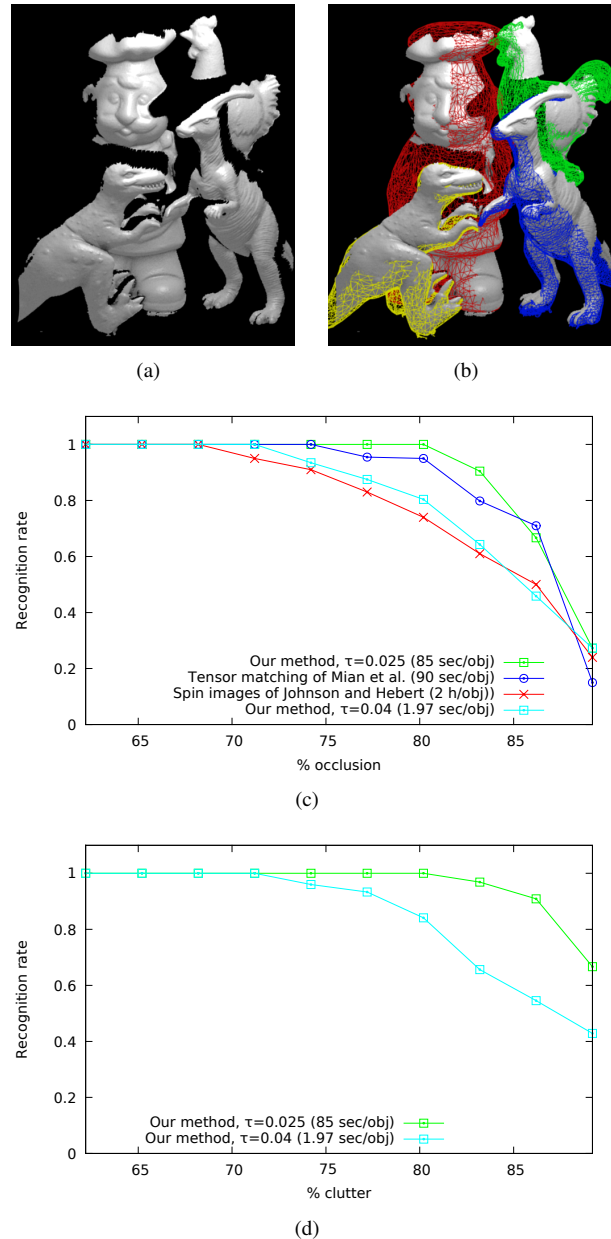 (a)
(b)
1
0.8
0.6
0.4
0.2
0
Recognition rate
Our method, τ=0.025 (85 sec/obj)
Tensor matching of Mian et al. (90 sec/obj)
Spin images of Johnson and Hebert (2 h/obj))
Our method, τ=0.04 (1.97 sec/obj)
65 70 75 80 85
% occlusion
(c)
1
0.8
0.6
0.4
0.2
0
Recognition rate
Our method, τ=0.025 (85 sec/obj)
Our method, τ=0.04 (1.97 sec/obj)
65 70 75 80 85
% clutter
(d)